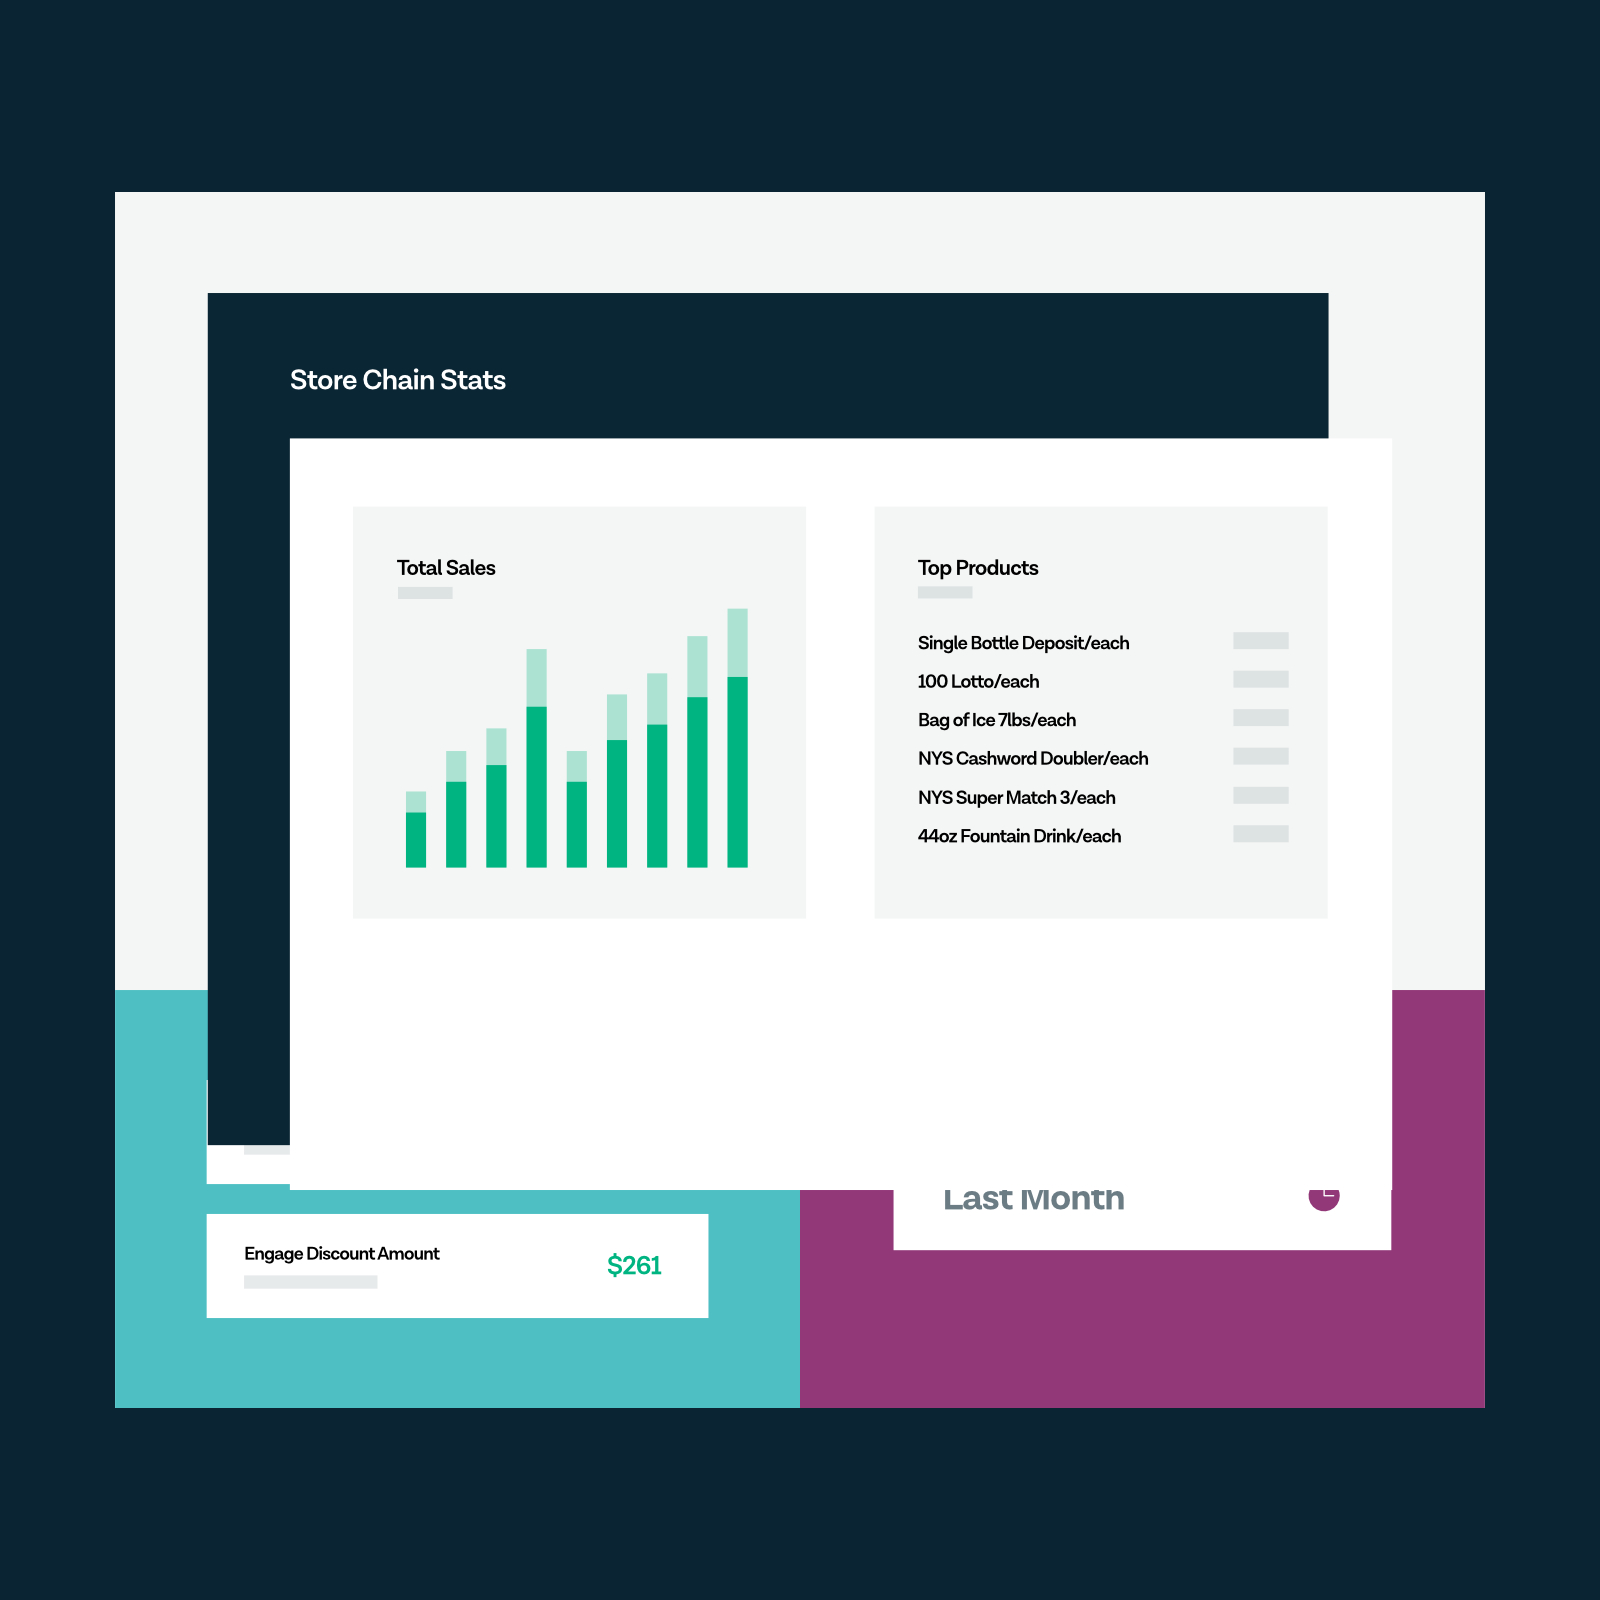 Store Chain Stats
Total Sales
Top Products
Single Bottle Deposit/each
100 Lotto/each
Bag of Ice 7lbs/each
NYS Cashword Doubler/each
NYS Super Match 3/each
44oz Fountain Drink/each
Last Month
Engage Discount Amount
$261